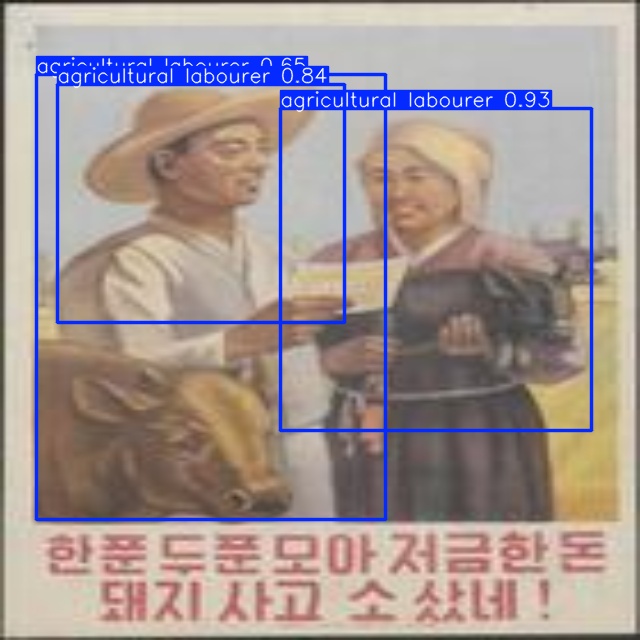 agricultural labourer 0.65
agricultural labourer 0.84
agricultural labourer 0.93
한푼 두푼 모아 저금한 돈
돼지 사고 소 샀네!